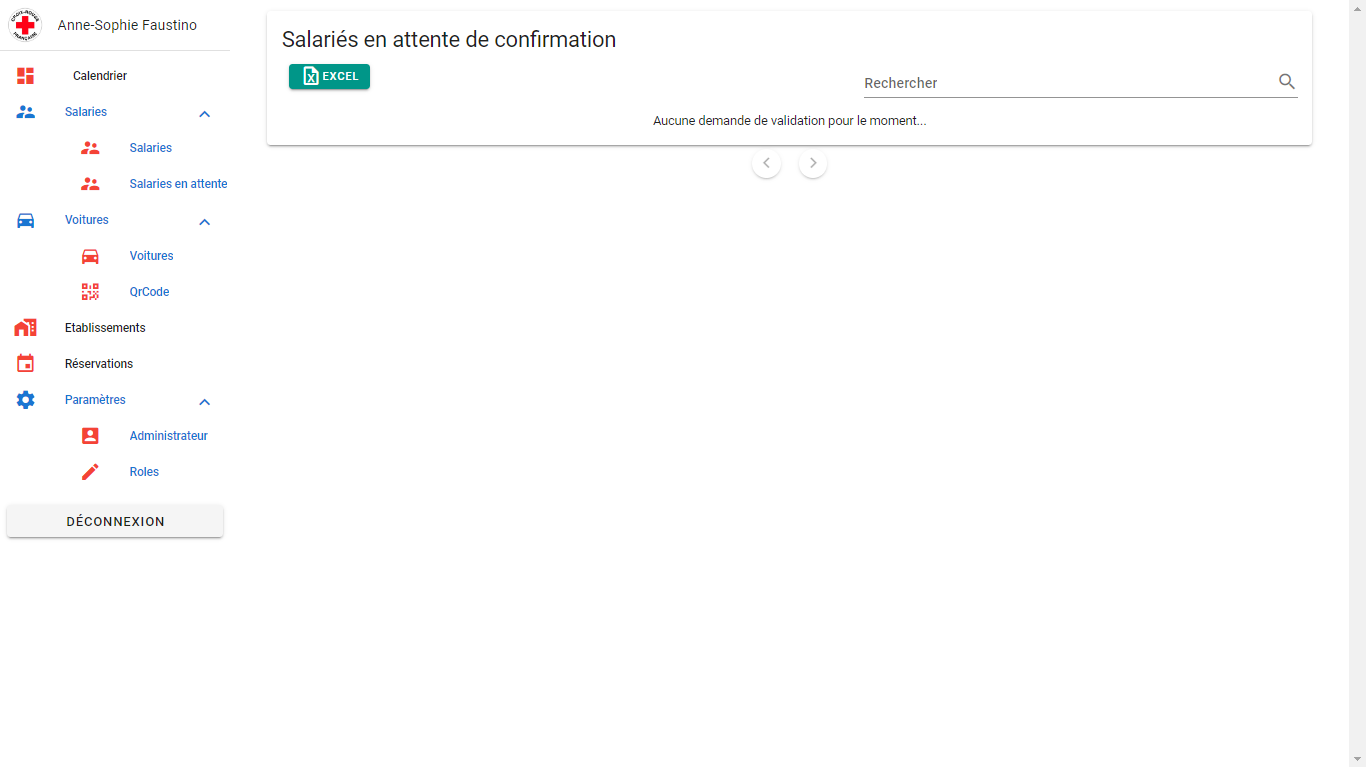 CROIX-ROUGE
FRANÇAISE
Anne-Sophie Faustino
Calendrier
Salaries
Salaries
Salaries en attente
Voitures
Voitures
QrCode
Etablissements
Réservations
Paramètres
Administrateur
Roles
DÉCONNEXION
Salariés en attente de confirmation
EXCEL
Rechercher
Aucune demande de validation pour le moment...